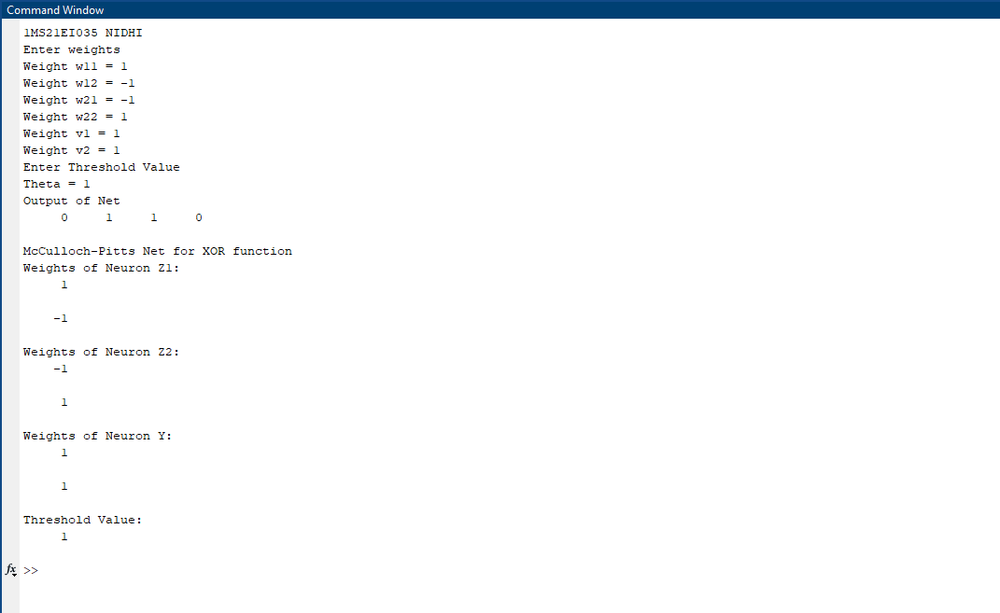 Command Window
1MS21EI035 NIDHI
Enter weights
Weight w11 = 1
Weight w12 = -1
Weight w21 = -1
Weight w22 = 1
Weight v1 = 1
Weight v2 = 1
Enter Threshold Value
Theta = 1
Output of Net
0 1 1 0
McCulloch-Pitts Net for XOR function
Weights of Neuron Z1:
1
-1
Weights of Neuron Z2:
-1
1
Weights of Neuron Y:
1
1
Threshold Value:
1
fx >>